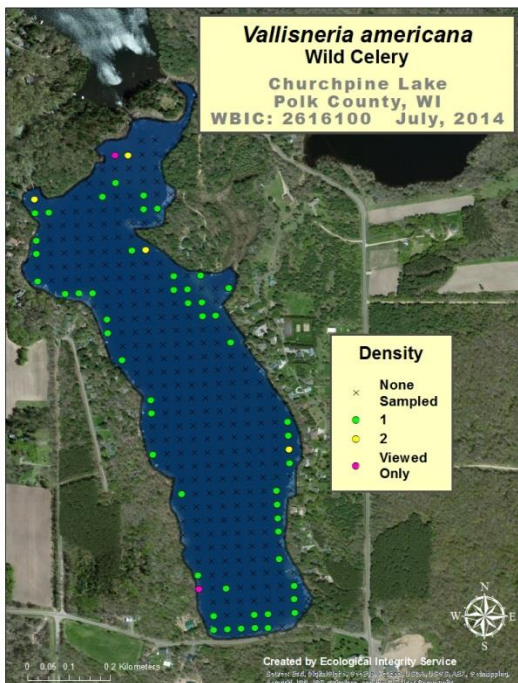 Vallisneria americana
Wild Celery
Churchpine Lake
Polk County, WI
WBIC: 2616100 July, 2014
Density
None
Sampled
1
2
Viewed
Only
N
W E
S
0 0.05 0.1 0.2 Kilometers
Created by Ecological Integrity Service